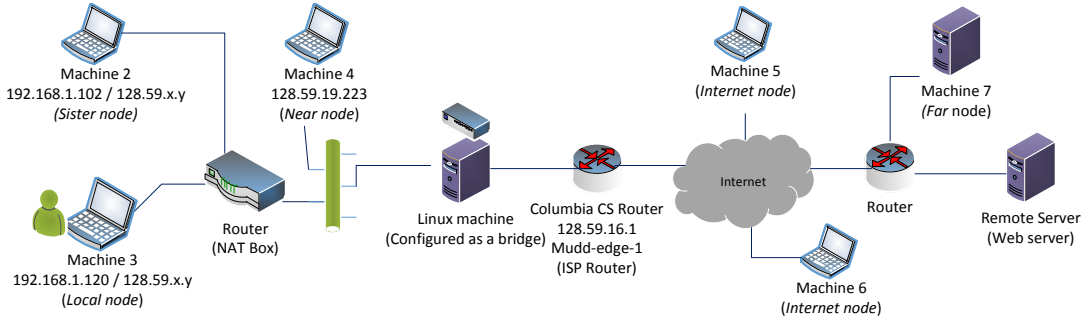 Machine 2
192.168.1.102 / 128.59.x.y
(Sister node)
Machine 4
128.59.19.223
(Near node)
Machine 5
(Internet node)
Machine 7
(Far node)
Router
(NAT Box)
Machine 3
192.168.1.120 / 128.59.x.y
(Local node)
Linux machine
(Configured as a bridge)
Columbia CS Router
128.59.16.1
Mudd-edge-1
(ISP Router)
Internet
Machine 6
(Internet node)
Router
Remote Server
(Web server)